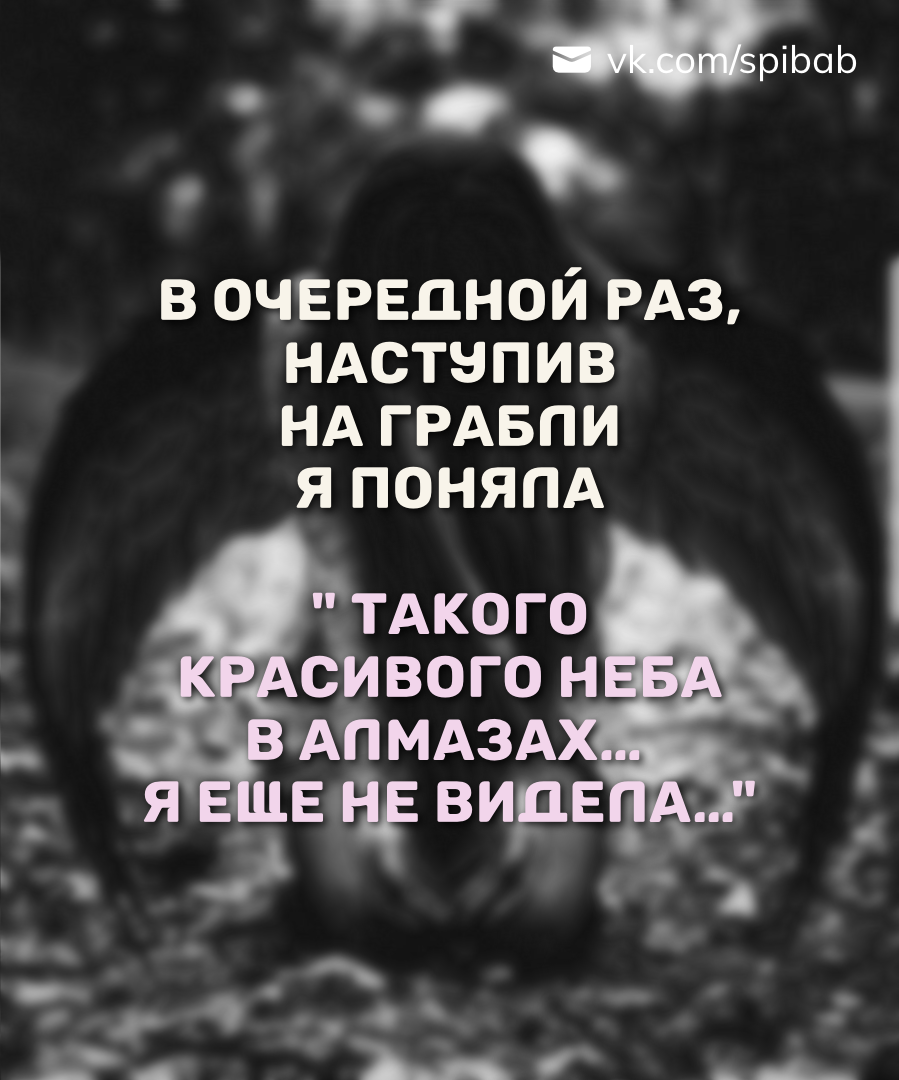 vk.com/spibab
В ОЧЕРЕДНОЙ РАЗ,
НАСТУПИВ
НА ГРАБЛИ
Я ПОНЯЛА
" ТАКОГО
КРАСИВОГО НЕБА
В АЛМАЗАХ...
Я ЕЩЕ НЕ ВИДЕЛА..."